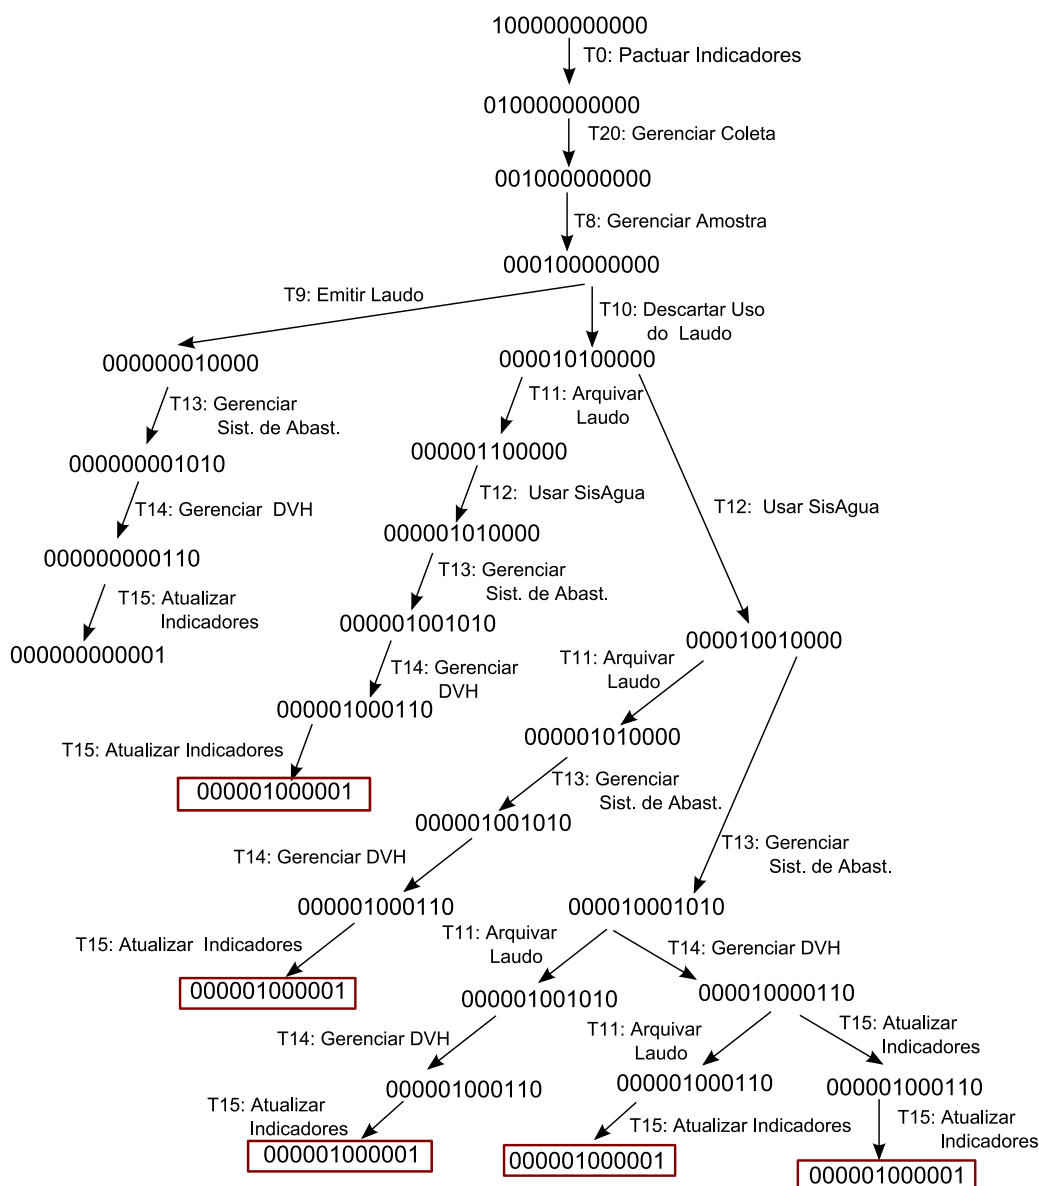 100000000000
T0: Pactuar Indicadores
010000000000
T20: Gerenciar Coleta
001000000000
T8: Gerenciar Amostra
000100000000
T9: Emitir Laudo
T10: Descartar Uso
do Laudo
000000010000
000010100000
T13: Gerenciar
Sist. de Abast.
T11: Arquivar
Laudo
000000001010
000001100000
T14: Gerenciar DVH
T12: Usar SisAgua
T12: Usar SisAgua
000000000110
000001010000
T15: Atualizar
Indicadores
T13: Gerenciar
Sist. de Abast.
000000000001
000001001010
000010010000
T14: Gerenciar
DVH
T11: Arquivar
Laudo
000001000110
000001010000
T15: Atualizar Indicadores
000001000001
T13: Gerenciar
Sist. de Abast.
000001001010
T13: Gerenciar
Sist. de Abast.
T14: Gerenciar DVH
000001000110
000010001010
T15: Atualizar Indicadores
T11: Arquivar
Laudo
T14: Gerenciar DVH
000001000001
000001001010
000010000110
T14: Gerenciar DVH
T11: Arquivar
Laudo
T15: Atualizar
Indicadores
000001000110
000001000110
000001000110
T15: Atualizar
Indicadores
T15: Atualizar Indicadores
T15: Atualizar
Indicadores
000001000001
000001000001
000001000001